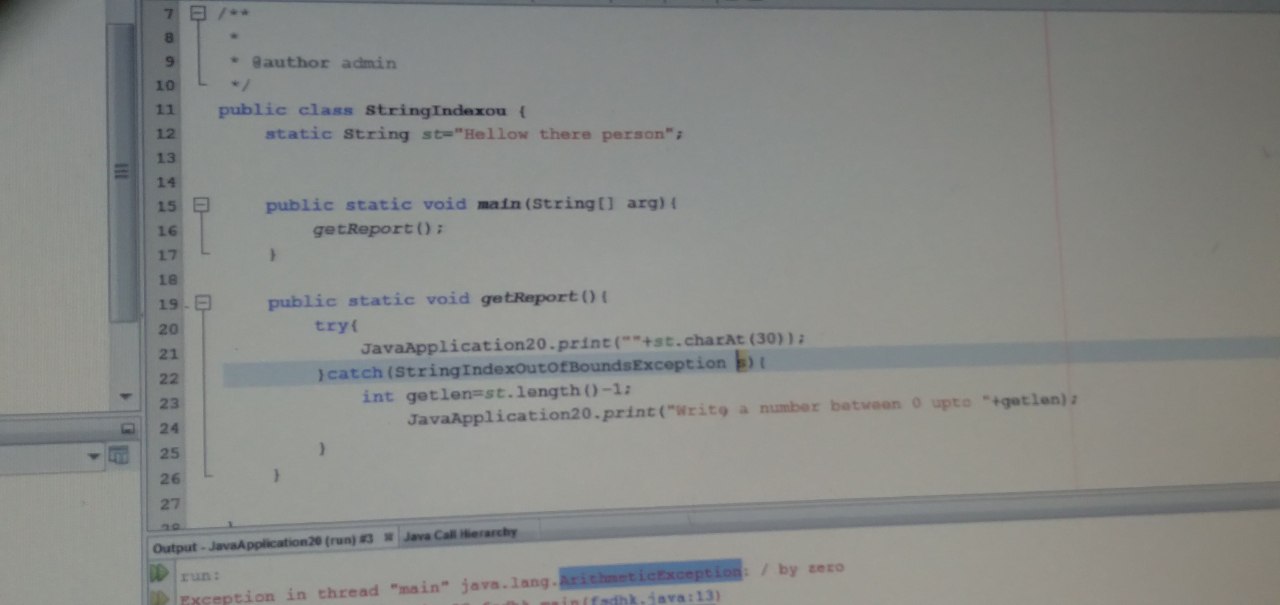 7 /**
8 *
9 * @author admin
10 */
11 public class StringIndexou {
12 static String st="Hellow there person";
13
14
15 public static void main(String[] arg){
16 getReport();
17 }
18
19 public static void getReport(){
20 try{
21 JavaApplication20.print(""+st.charAt(30));
22 }catch(StringIndexOutOfBoundsException s){
23 int getlen=st.length()-1;
24 JavaApplication20.print("Write a number between 0 upto "+getlen);
25 }
26 }
27
28 }
Output - JavaApplication20 (run) #3 Java Call Hierarchy
run:
Exception in thread "main" java.lang.ArithmeticException: / by zero
main(fadhk.java:13)